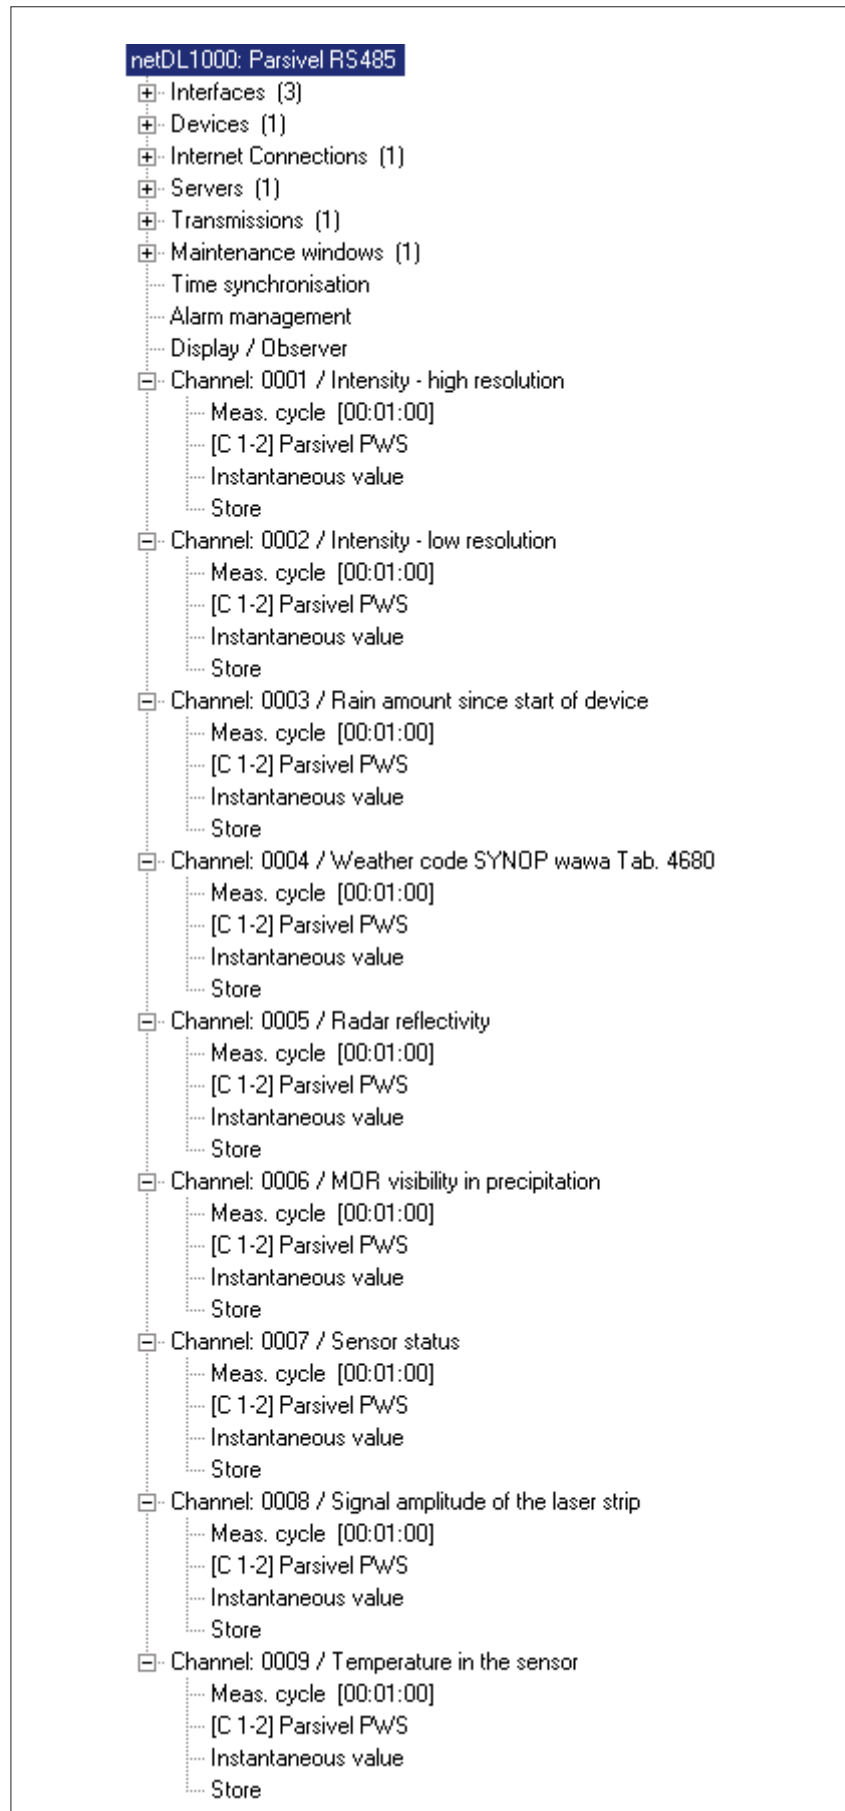 netDL1000: Parsivel RS485
Interfaces (3)
Devices (1)
Internet Connections (1)
Servers (1)
Transmissions (1)
Maintenance windows (1)
Time synchronisation
Alarm management
Display / Observer
Channel: 0001 / Intensity - high resolution
Meas. cycle [00:01:00]
[C 1-2] Parsivel PWS
Instantaneous value
Store
Channel: 0002 / Intensity - low resolution
Meas. cycle [00:01:00]
[C 1-2] Parsivel PWS
Instantaneous value
Store
Channel: 0003 / Rain amount since start of device
Meas. cycle [00:01:00]
[C 1-2] Parsivel PWS
Instantaneous value
Store
Channel: 0004 / Weather code SYNOP wawa Tab. 4680
Meas. cycle [00:01:00]
[C 1-2] Parsivel PWS
Instantaneous value
Store
Channel: 0005 / Radar reflectivity
Meas. cycle [00:01:00]
[C 1-2] Parsivel PWS
Instantaneous value
Store
Channel: 0006 / MOR visibility in precipitation
Meas. cycle [00:01:00]
[C 1-2] Parsivel PWS
Instantaneous value
Store
Channel: 0007 / Sensor status
Meas. cycle [00:01:00]
[C 1-2] Parsivel PWS
Instantaneous value
Store
Channel: 0008 / Signal amplitude of the laser strip
Meas. cycle [00:01:00]
[C 1-2] Parsivel PWS
Instantaneous value
Store
Channel: 0009 / Temperature in the sensor
Meas. cycle [00:01:00]
[C 1-2] Parsivel PWS
Instantaneous value
Store